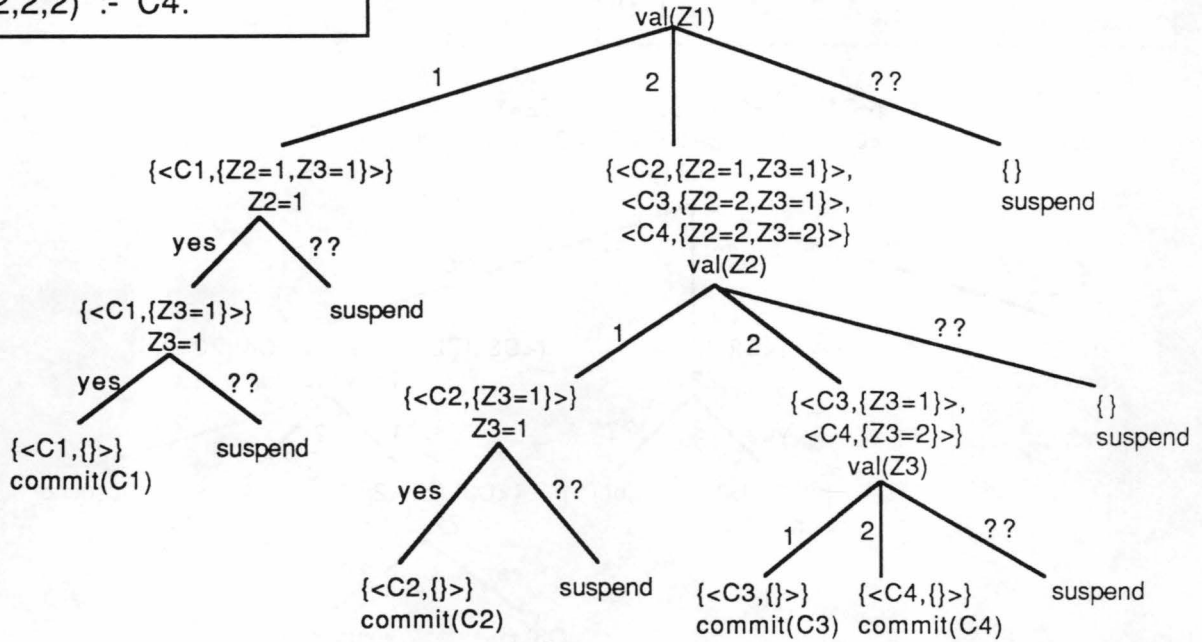 2,2,2) :- C4.
val(Z1)
1
2
??
{<C1,{Z2=1,Z3=1}>}
Z2=1
{<C2,{Z2=1,Z3=1}>,
<C3,{Z2=2,Z3=1}>,
<C4,{Z2=2,Z3=2}>}
val(Z2)
{}
suspend
yes
??
{<C1,{Z3=1}>}
Z3=1
suspend
1
2
??
yes
??
{<C1,{}>}
commit(C1)
suspend
{<C2,{Z3=1}>}
Z3=1
{<C3,{Z3=1}>,
<C4,{Z3=2}>}
val(Z3)
{}
suspend
yes
??
1
2
??
{<C2,{}>}
commit(C2)
suspend
{<C3,{}>}
commit(C3)
{<C4,{}>}
commit(C4)
suspend